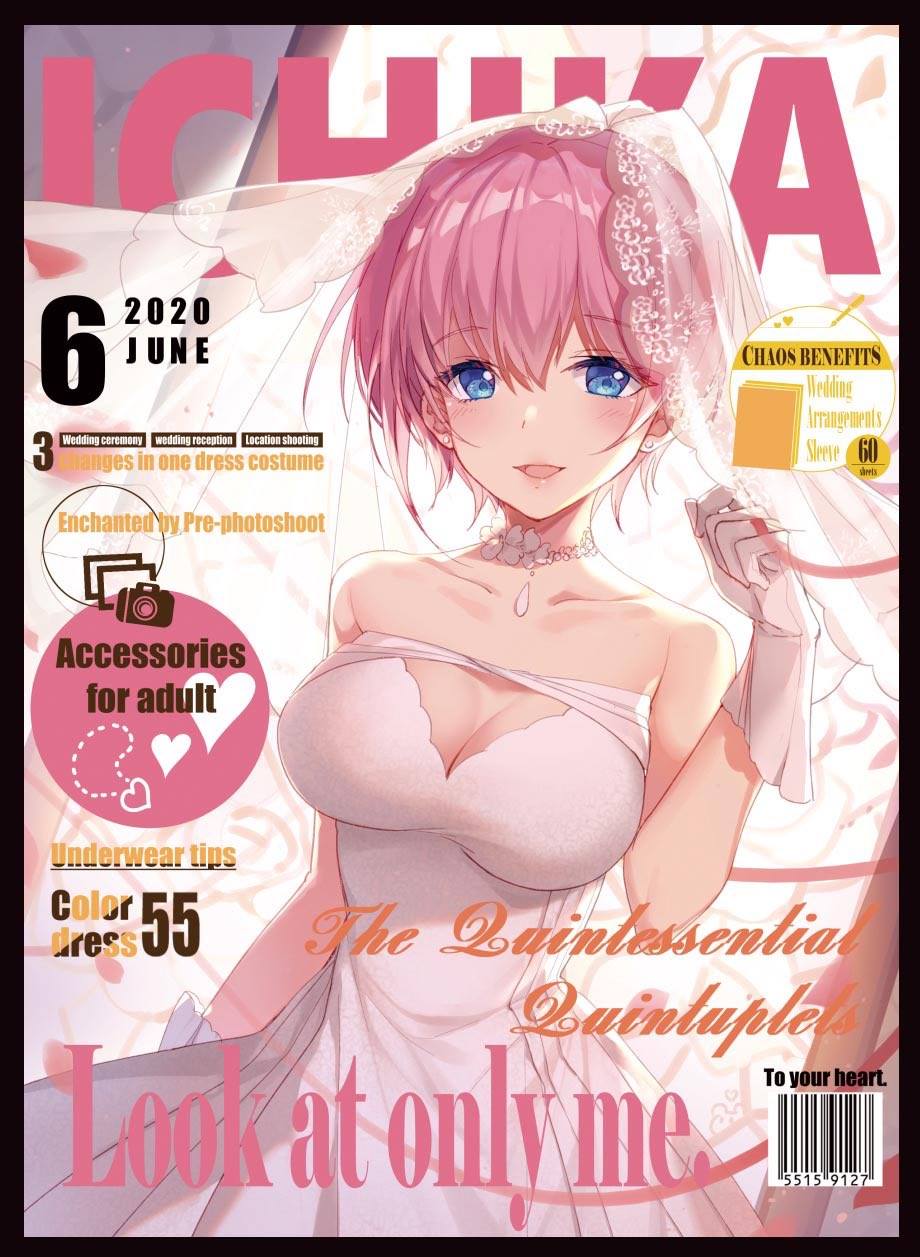 ICHIKA
6
2020
JUNE
CHAOS BENEFITS
Wedding
Arrangements
Sleeve
60
sheets
3
Wedding ceremony wedding reception Location shooting
changes in one dress costume
Enchanted by Pre-photoshoot
Accessories
for adult
Underwear tips
Color
dress
55
The Quintessential
Quintuplets
Look at only me.
To your heart.
5515 9127